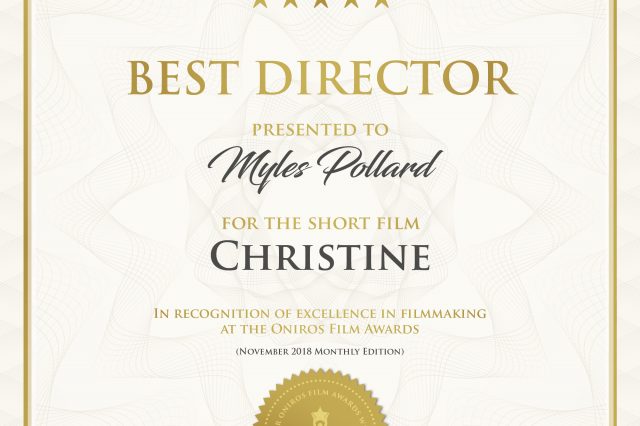 BEST DIRECTOR
PRESENTED TO
Myles Pollard
FOR THE SHORT FILM
CHRISTINE
IN RECOGNITION OF EXCELLENCE IN FILMMAKING
AT THE ONIROS FILM AWARDS
(NOVEMBER 2018 MONTHLY EDITION)
ONIROS FILM AWARDS